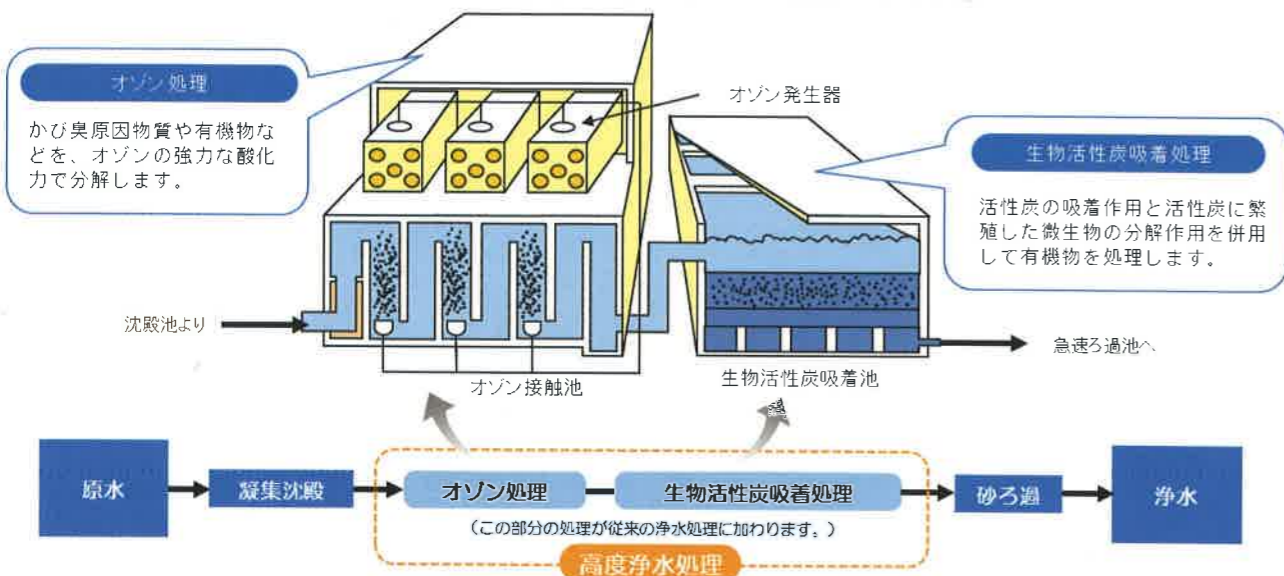 オゾン処理
かび臭原因物質や有機物な
どを、オゾンの強力な酸化
力で分解します。
オゾン発生器
生物活性炭吸着処理
活性炭の吸着作用と活性炭に繁
殖した微生物の分解作用を併用
して有機物を処理します。
沈殿池より
急速ろ過池へ
オゾン接触池
生物活性炭吸着池
原水
凝集沈殿
オゾン処理
生物活性炭吸着処理
砂ろ過
浄水
（この部分の処理が従来の浄水処理に加わります。）
高度浄水処理